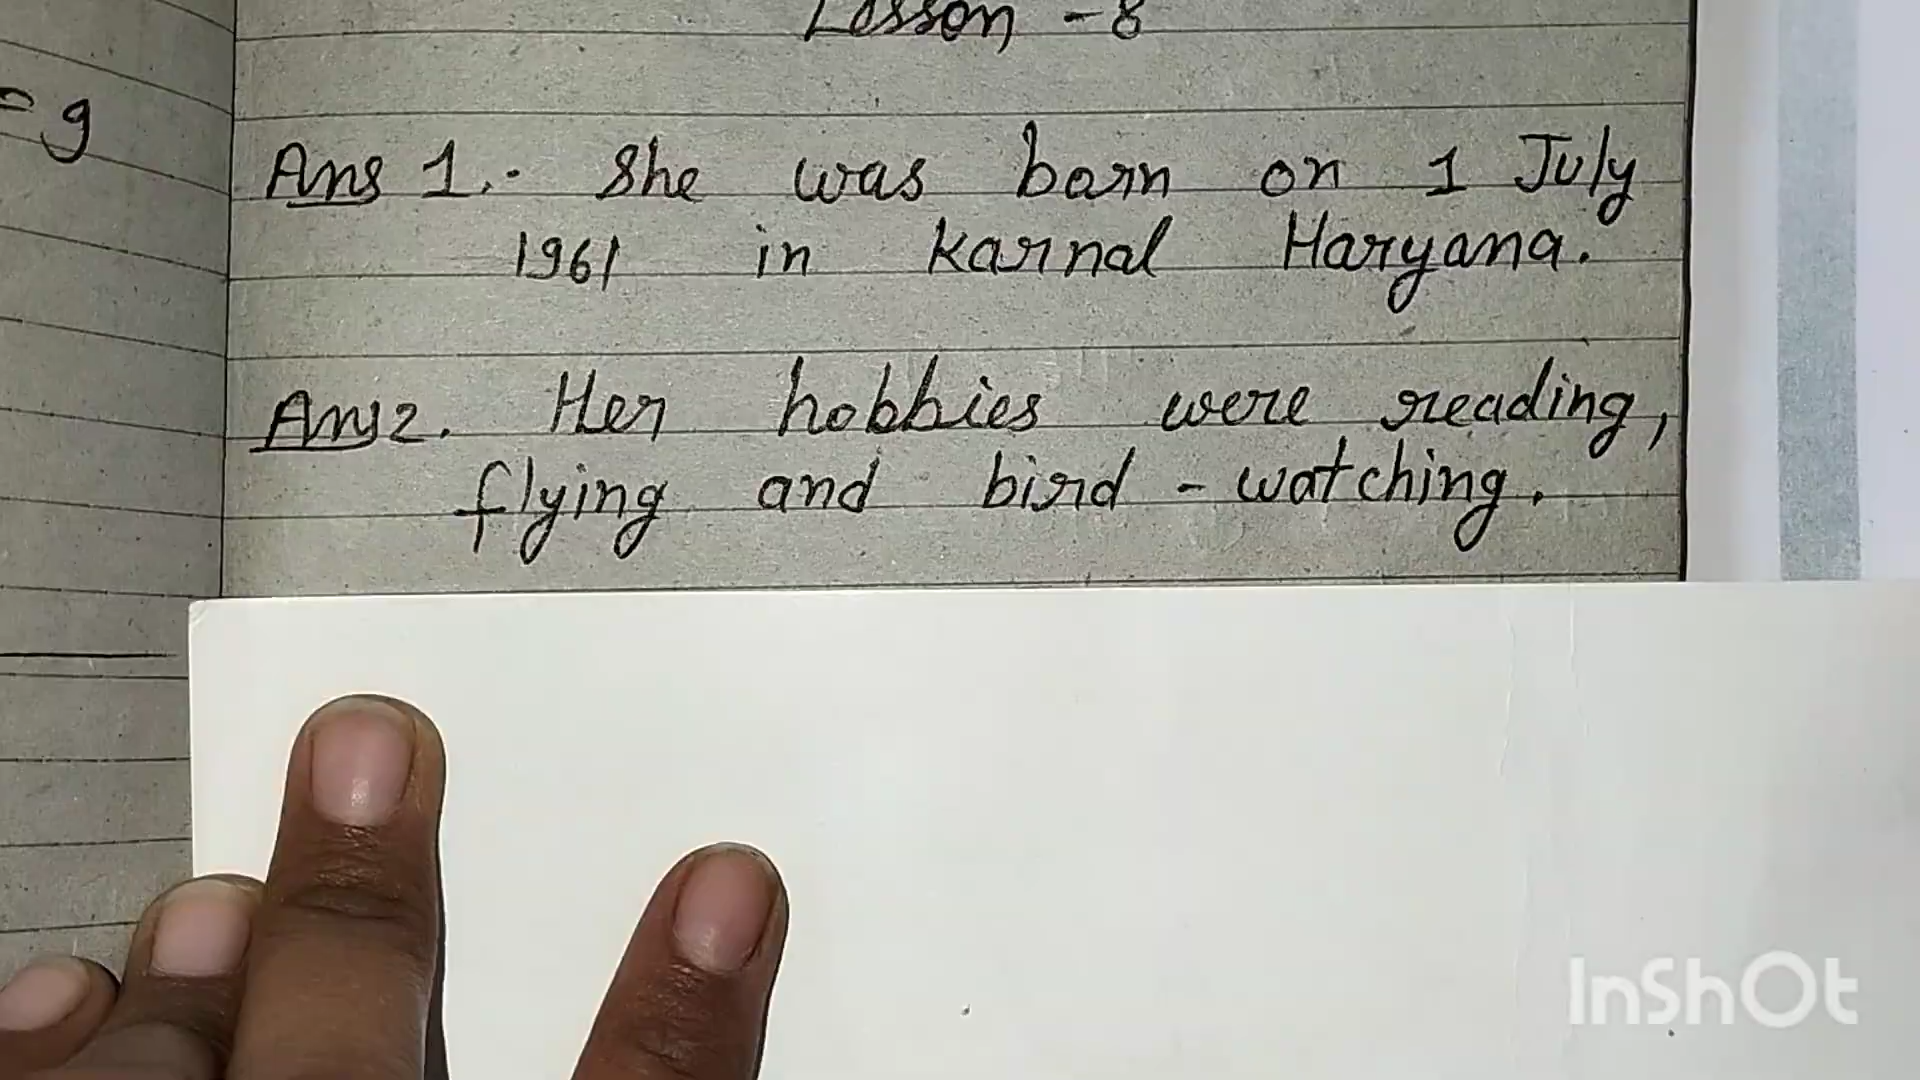 Lesson - 8
g
Ans 1.- She was born on 1 July
1961 in Karnal Haryana.
Ans 2. Her hobbies were reading,
flying and bird - watching.
InShOt